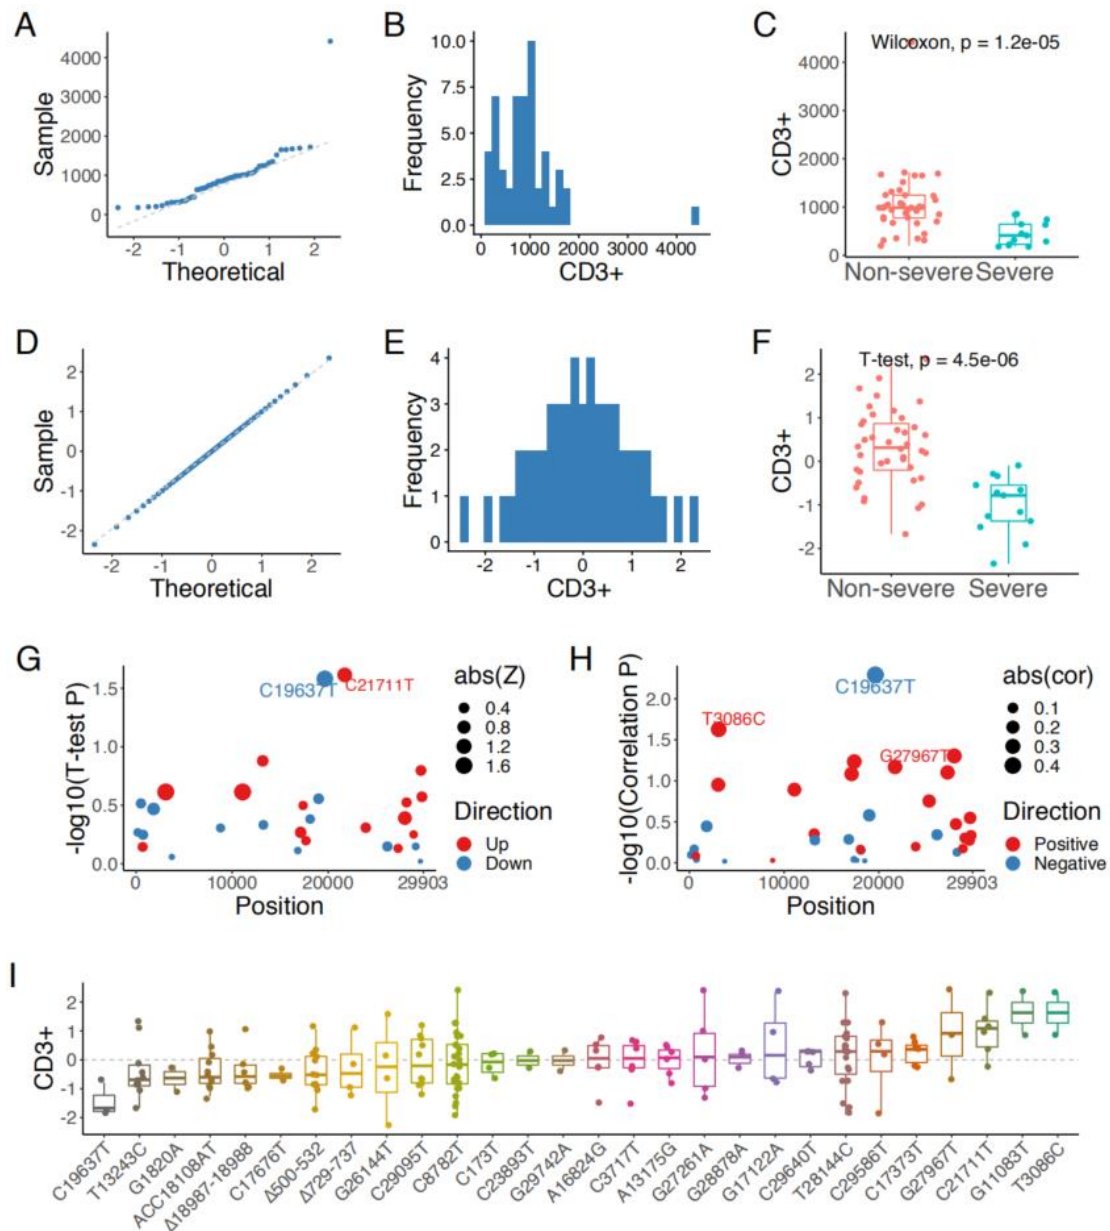 A
Sample
4000
3000
2000
1000
0
-2
-1
0
1
2
Theoretical
B
Frequency
10.0
7.5
5.0
2.5
0.0
0
1000
2000
3000
4000
CD3+
C
Wilcoxon, p = 1.2e-05
CD3+
4000
3000
2000
1000
0
Non-severe
Severe
D
Sample
2
1
0
-1
-2
-2
-1
0
1
2
Theoretical
E
Frequency
4
3
2
1
0
-2
-1
0
1
2
CD3+
F
T-test, p = 4.5e-06
CD3+
2
1
0
-1
-2
Non-severe
Severe
G
-log10(T-test P)
1.5
1.0
0.5
0.0
C19637T
C21711T
0
10000
20000
29903
Position
abs(Z)
0.4
0.8
1.2
1.6
Direction
Up
Down
H
-log10(Correlation P)
2.0
1.5
1.0
0.5
0.0
C19637T
T3086C
G27967T
0
10000
20000
29903
Position
abs(cor)
0.1
0.2
0.3
0.4
Direction
Positive
Negative
I
CD3+
2
1
0
-1
-2
C19637T
T13243C
G1820A
ACC18108AT
Δ18987-18988
C17676T
Δ500-532
Δ729-737
G26144T
C29095T
C8782T
C173T
C23893T
G29742A
A16824G
C3717T
A13175G
G27261A
G28878A
G17122A
C29640T
T28144C
C29586T
C17373T
G27967T
C21711T
G11083T
T3086C